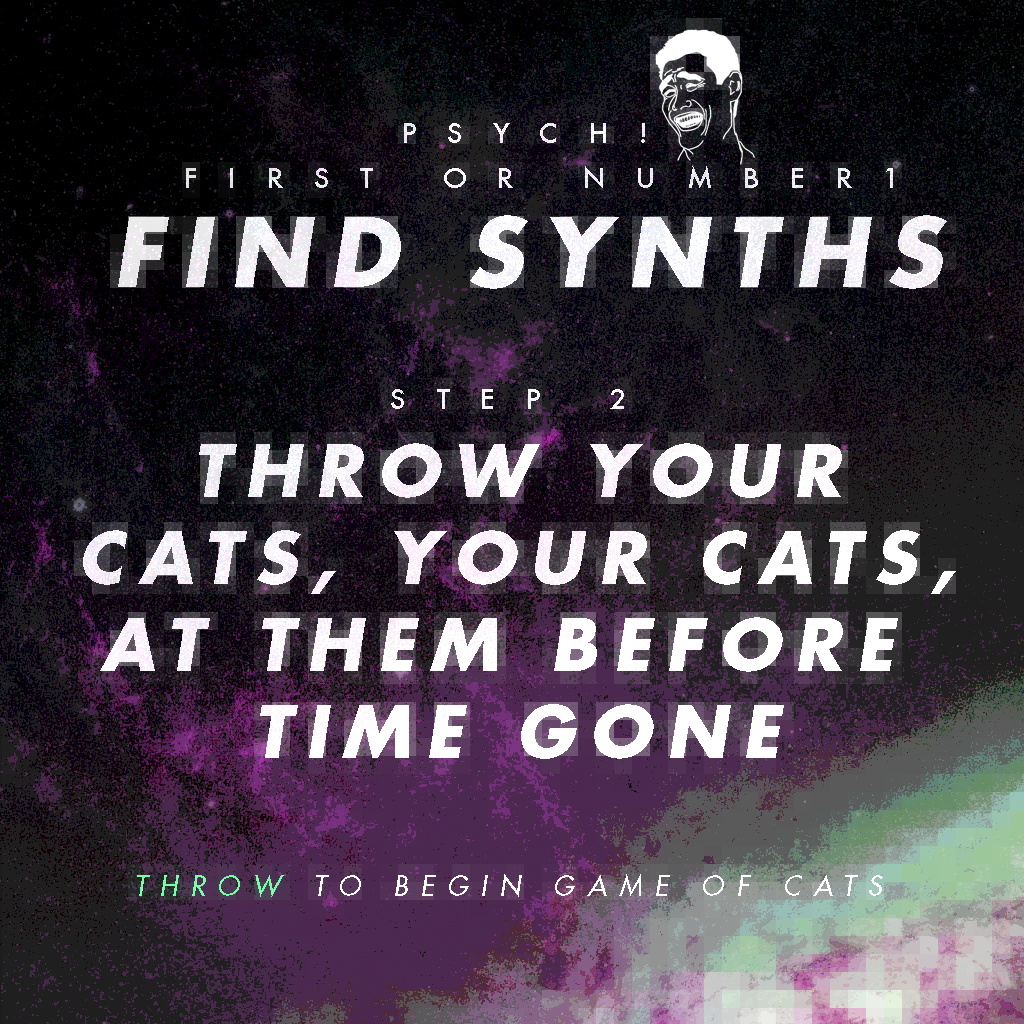 PSYCH!
FIRST OR NUMBER1
FIND SYNTHS
STEP 2
THROW YOUR
CATS, YOUR CATS,
AT THEM BEFORE
TIME GONE
THROW TO BEGIN GAME OF CATS